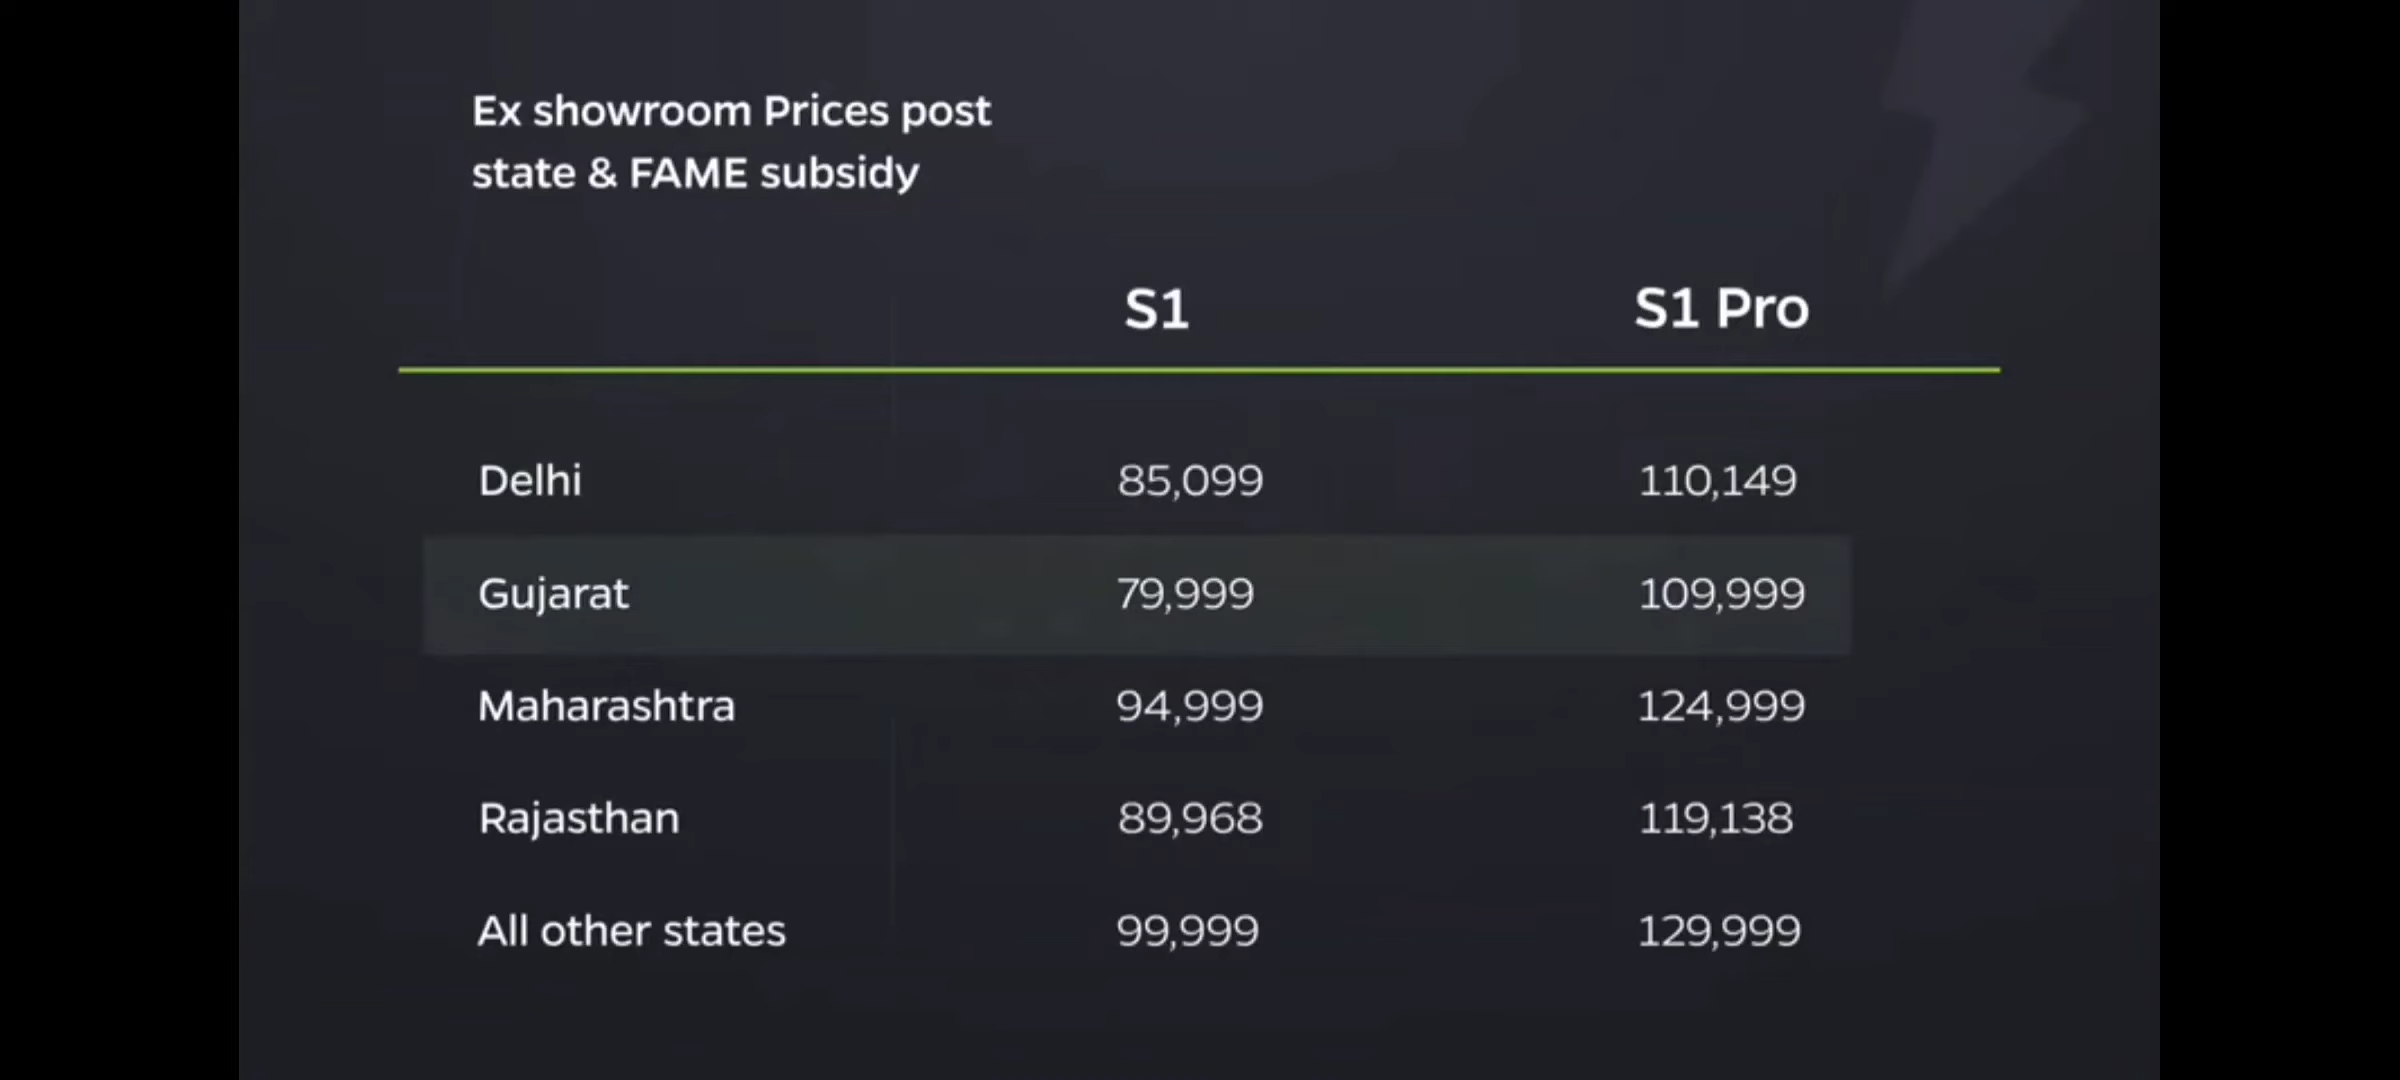 Ex showroom Prices post
state & FAME subsidy
S1 S1 Pro
Delhi 85,099 110,149
Gujarat 79,999 109,999
Maharashtra 94,999 124,999
Rajasthan 89,968 119,138
All other states 99,999 129,999